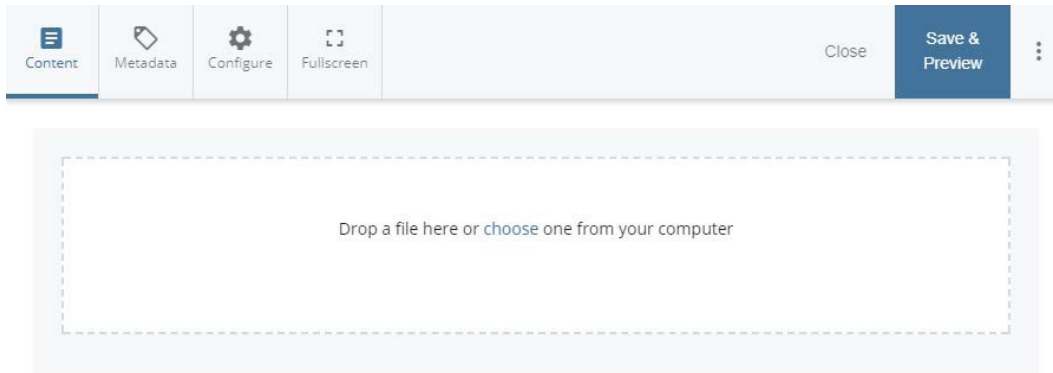 Content
Metadata
Configure
Fullscreen
Close
Save &
Preview
Drop a file here or choose one from your computer